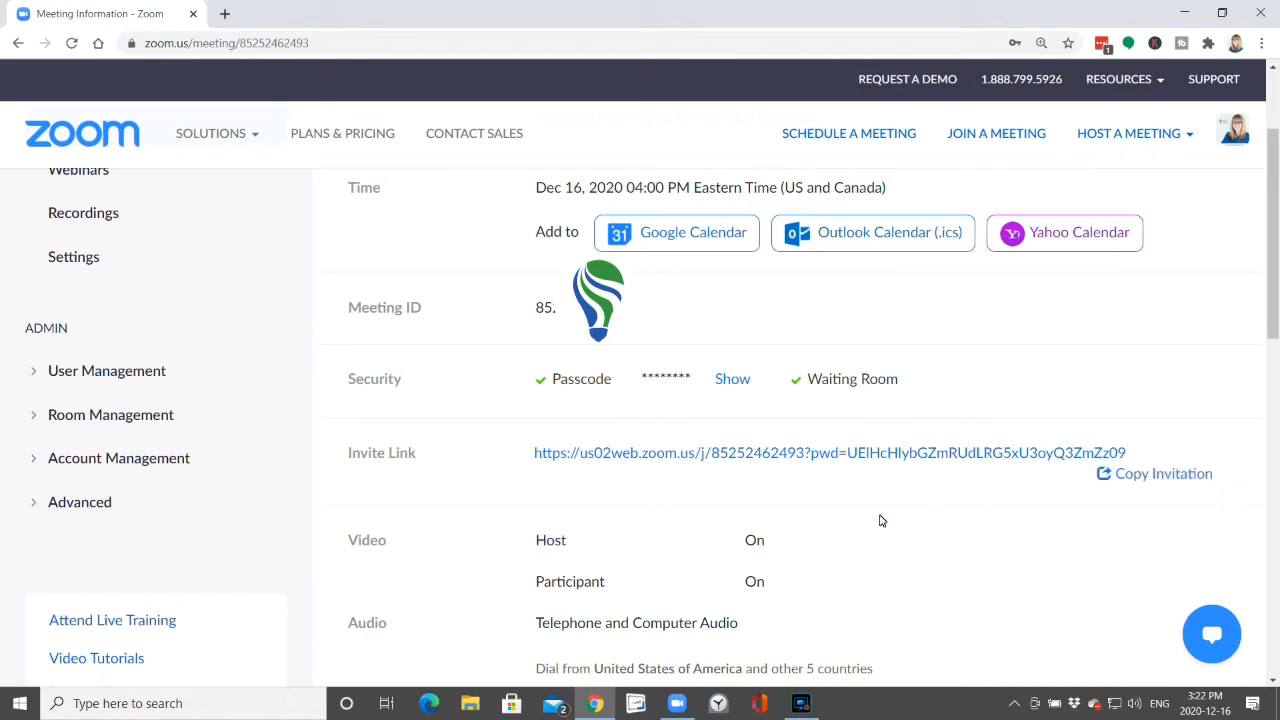 Meeting Information - Zoom
zoom.us/meeting/85252462493
1
REQUEST A DEMO
1.888.799.5926
RESOURCES
SUPPORT
zoom
SOLUTIONS
PLANS & PRICING
CONTACT SALES
SCHEDULE A MEETING
JOIN A MEETING
HOST A MEETING
Webinars
Recordings
Settings
ADMIN
User Management
Room Management
Account Management
Advanced
Attend Live Training
Video Tutorials
Time
Dec 16, 2020 04:00 PM Eastern Time (US and Canada)
Add to
31 Google Calendar
Outlook Calendar (.ics)
Yahoo Calendar
Meeting ID
85
Security
Passcode
********
Show
Waiting Room
Invite Link
https://us02web.zoom.us/j/85252462493?pwd=UElHcHlybGZmRUdLRG5xU3oyQ3ZmZz09
Copy Invitation
Video
Host
On
Participant
On
Audio
Telephone and Computer Audio
Dial from United States of America and other 5 countries
Type here to search
2
ENG
3:22 PM
2020-12-16